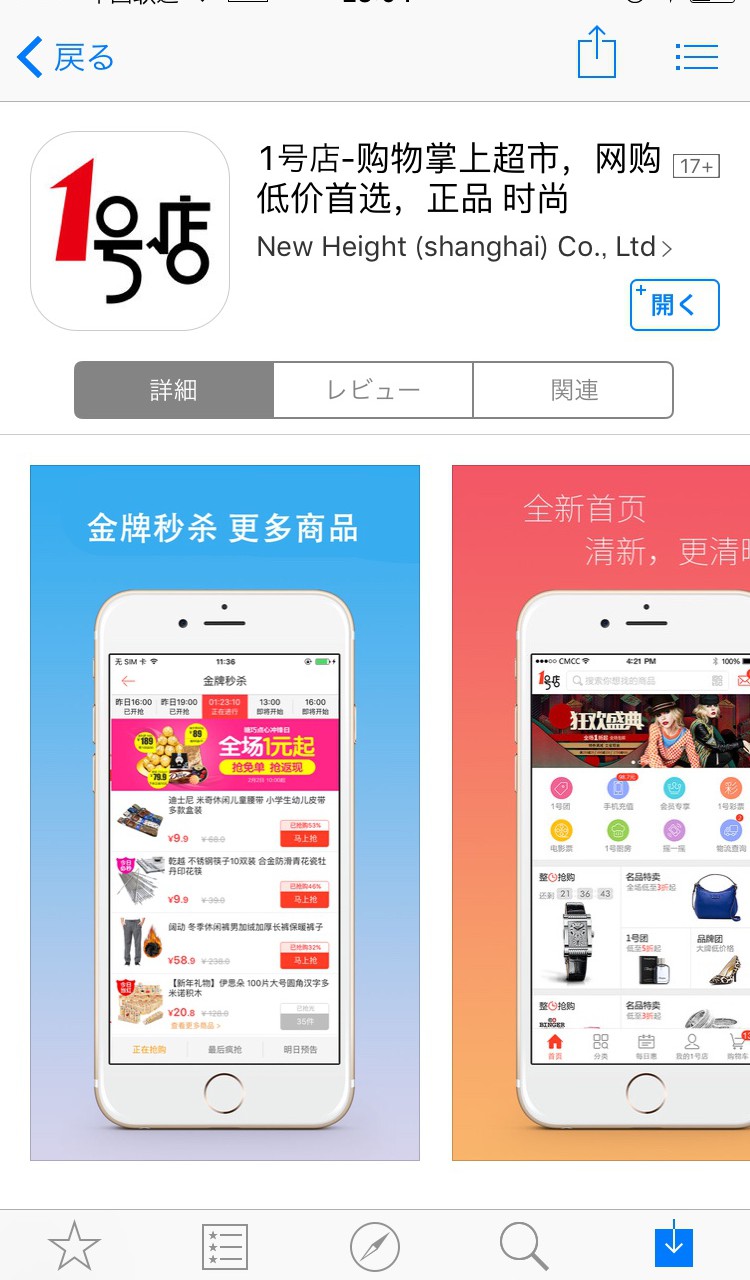 戻る
1号店-购物掌上超市，网购
低价首选，正品 时尚
17+
New Height (shanghai) Co., Ltd
+ 開く
1号店
詳細
レビュー
関連
金牌秒杀 更多商品
无 SIM 卡
11:36
金牌秒杀
昨日16:00
已开抢
昨日19:00
已开抢
01:23:10
正在进行
13:00
即将开始
16:00
即将开始
全场1元起
抢免单 抢返现
189
89
79.9
迪士尼 米奇休闲儿童腰带 小学生幼儿皮带
多款盒装
¥9.9
¥68.0
已抢购53%
马上抢
乾越 不锈钢筷子10双装 合金防滑青花瓷牡
丹印花筷
¥9.9
¥39.0
已抢购46%
马上抢
阔动 冬季休闲裤男加绒加厚长裤保暖裤子
¥58.9
¥238.0
已抢购32%
马上抢
【新年礼物】伊思朵 100片大号圆角汉字多
米诺积木
¥20.8
¥128.0
查看更多商品 >
已抢光
35件
正在抢购
最后疯抢
明日预告
全新首页
清新，更清晰
CMCC
4:21 PM
100%
1号店
搜索你想找的商品
狂欢盛典
1号团
手机充值
会员专享
1号彩票
电影票
1号厨房
摇一摇
物流查询
整 抢购
还剩 21 36 43
名品特卖
全场低至3折起
1号团
低至5折起
品牌团
大牌低价格
整 抢购
名品特卖
低至3折起
首页
分类
每日惠
我的1号店
购物车